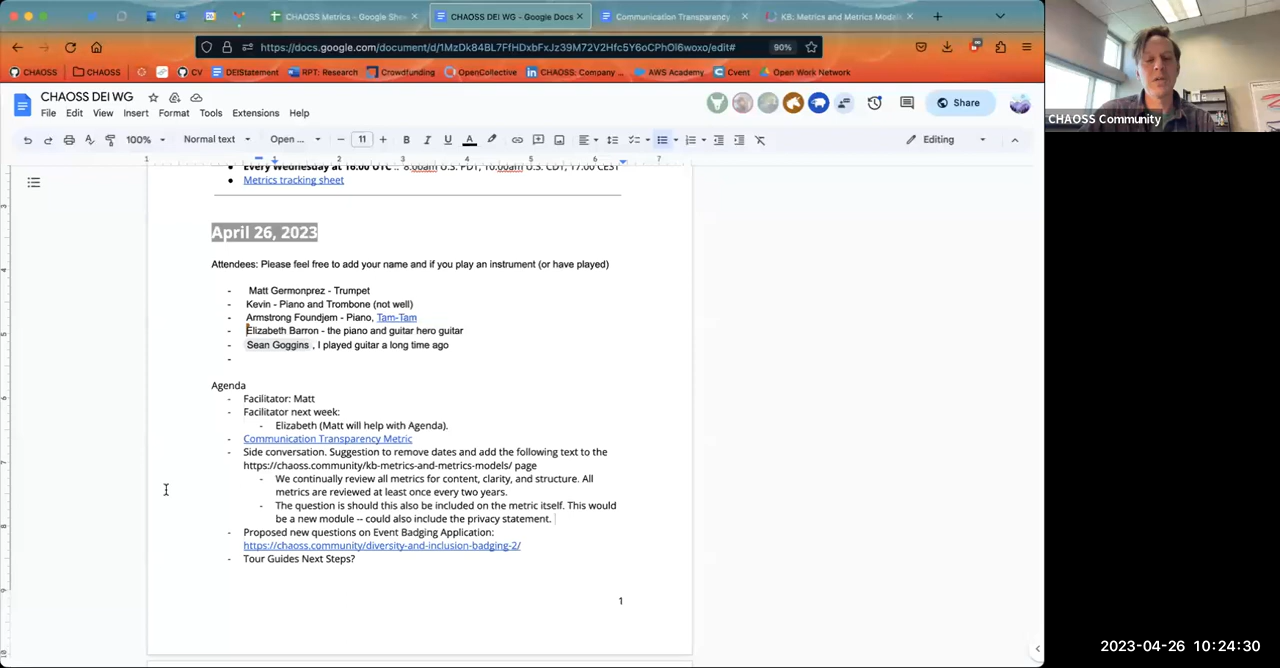 CHAOSS Metrics - Google She
CHAOSS DEI WG - Google Docs
Communication Transparency
KB: Metrics and Metrics Model
https://docs.google.com/document/d/1MzDk84BL7FfHDxbFxJz39M72V2Hfc5Y6oCPhOl6woxo/edit#
90%
CHAOSS
CHAOSS
CV
DEIStatement
RPT: Research
Crowdfunding
OpenCollective
CHAOSS: Company ...
AWS Academy
Cvent
Open Work Network
CHAOSS DEI WG
File Edit View Insert Format Tools Extensions Help
Share
100%
Normal text
Open ...
11
Editing
1 1 2 3 4 5 6 7
Every Wednesday at 16:00 UTC .. 8:00am U.S. PDT, 10:00am U.S. CDT, 17:00 CEST
Metrics tracking sheet
April 26, 2023
Attendees: Please feel free to add your name and if you play an instrument (or have played)
- Matt Germonprez - Trumpet
- Kevin - Piano and Trombone (not well)
- Armstrong Foundjem - Piano, Tam-Tam
- Elizabeth Barron - the piano and guitar hero guitar
- Sean Goggins , I played guitar a long time ago
-
Agenda
- Facilitator: Matt
- Facilitator next week:
- Elizabeth (Matt will help with Agenda).
- Communication Transparency Metric
- Side conversation. Suggestion to remove dates and add the following text to the
https://chaoss.community/kb-metrics-and-metrics-models/ page
- We continually review all metrics for content, clarity, and structure. All
metrics are reviewed at least once every two years.
- The question is should this also be included on the metric itself. This would
be a new module -- could also include the privacy statement.
- Proposed new questions on Event Badging Application:
https://chaoss.community/diversity-and-inclusion-badging-2/
- Tour Guides Next Steps?
1
CHAOSS Community
2023-04-26 10:24:30